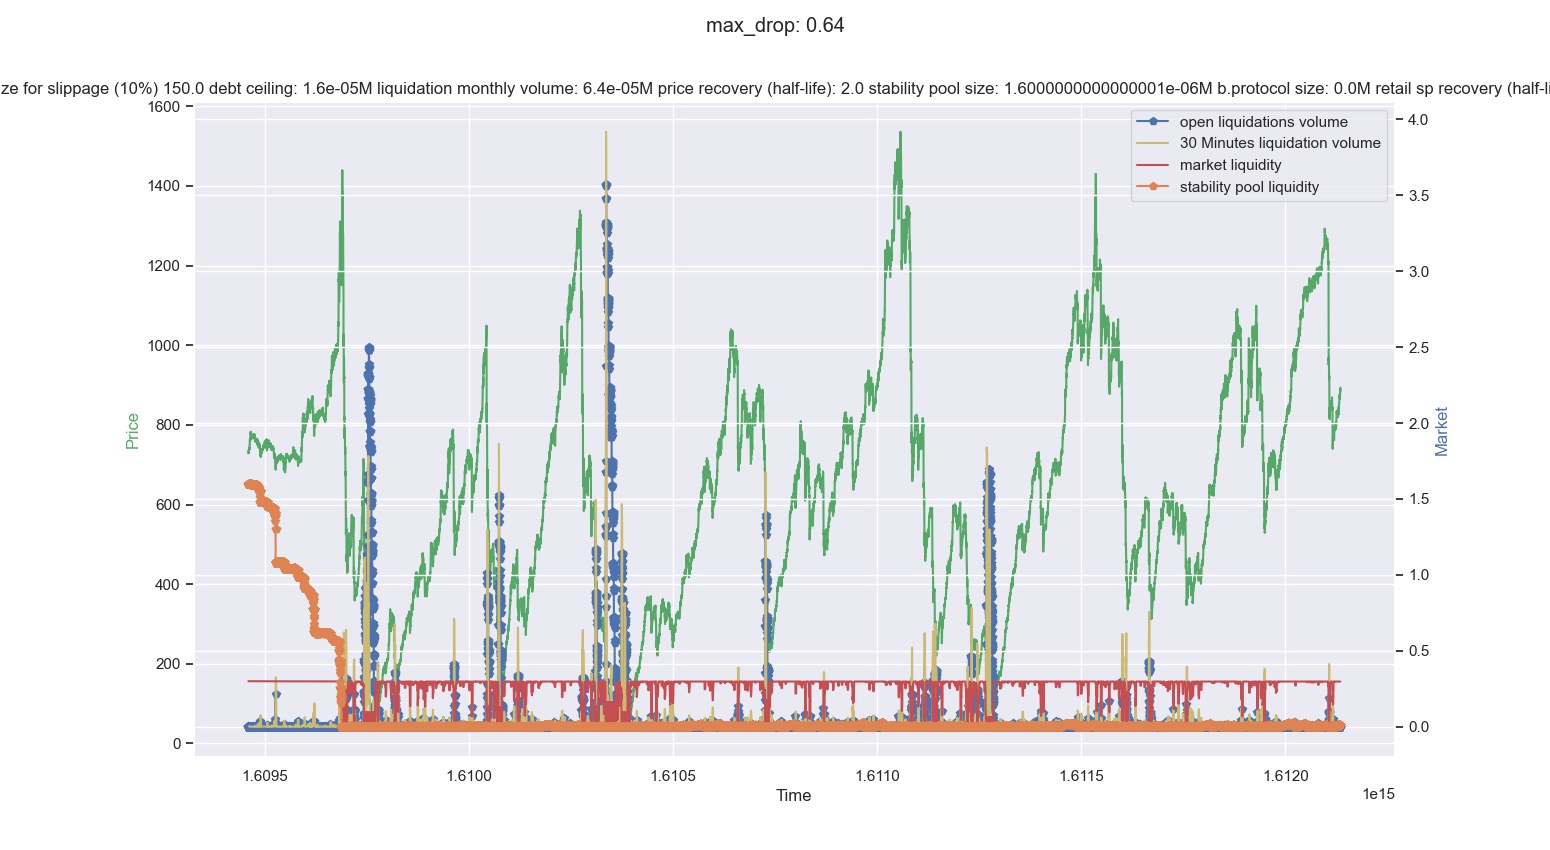 max_drop: 0.64
ze for slippage (10%) 150.0 debt ceiling: 1.6e-05M liquidation monthly volume: 6.4e-05M price recovery (half-life): 2.0 stability pool size: 1.6000000000000001e-06M b.protocol size: 0.0M retail sp recovery (half-li
1600
1400
1200
1000
800
600
400
200
0
Price
4.0
3.5
3.0
2.5
2.0
1.5
1.0
0.5
0.0
Market
open liquidations volume
30 Minutes liquidation volume
market liquidity
stability pool liquidity
1.6095
1.6100
1.6105
1.6110
1.6115
1.6120
Time
1e15